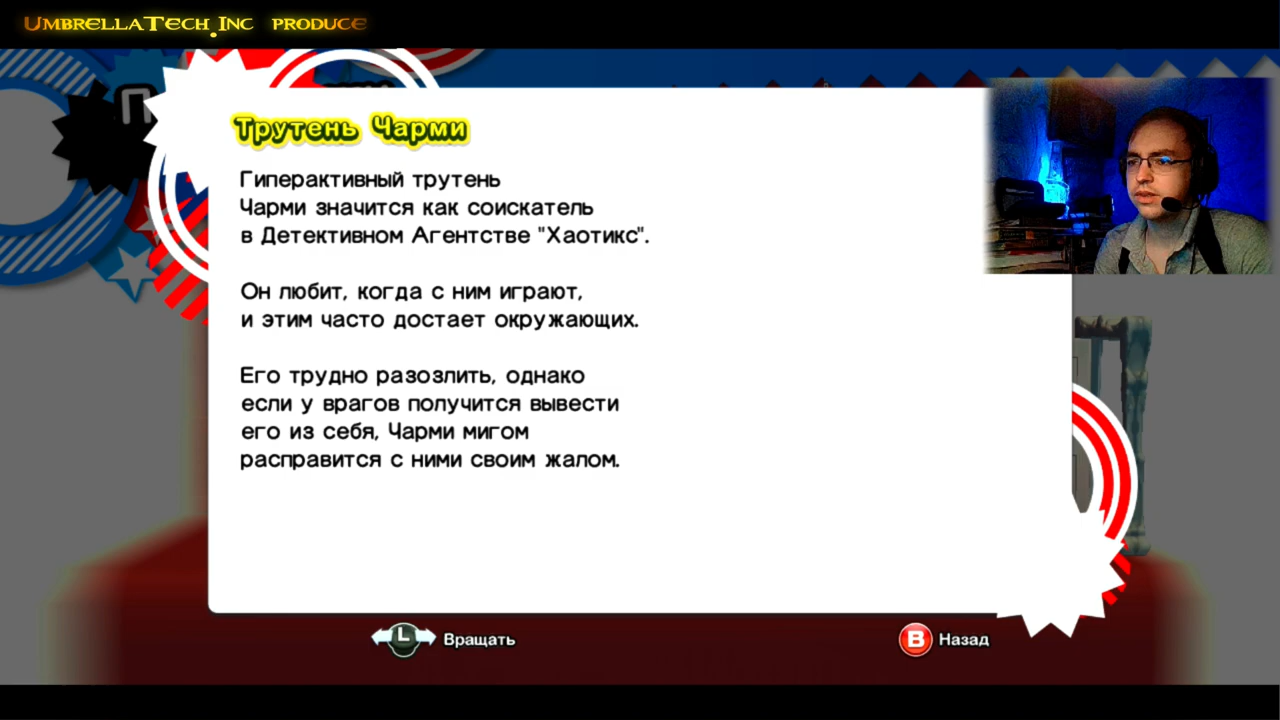 UmbrellaTech.Inc produce
Трутень Чарми
Гиперактивный трутень
Чарми значится как соискатель
в Детективном Агентстве "Хаотикс".
Он любит, когда с ним играют,
и этим часто достает окружающих.
Его трудно разозлить, однако
если у врагов получится вывести
его из себя, Чарми мигом
расправится с ними своим жалом.
L Вращать
B Назад